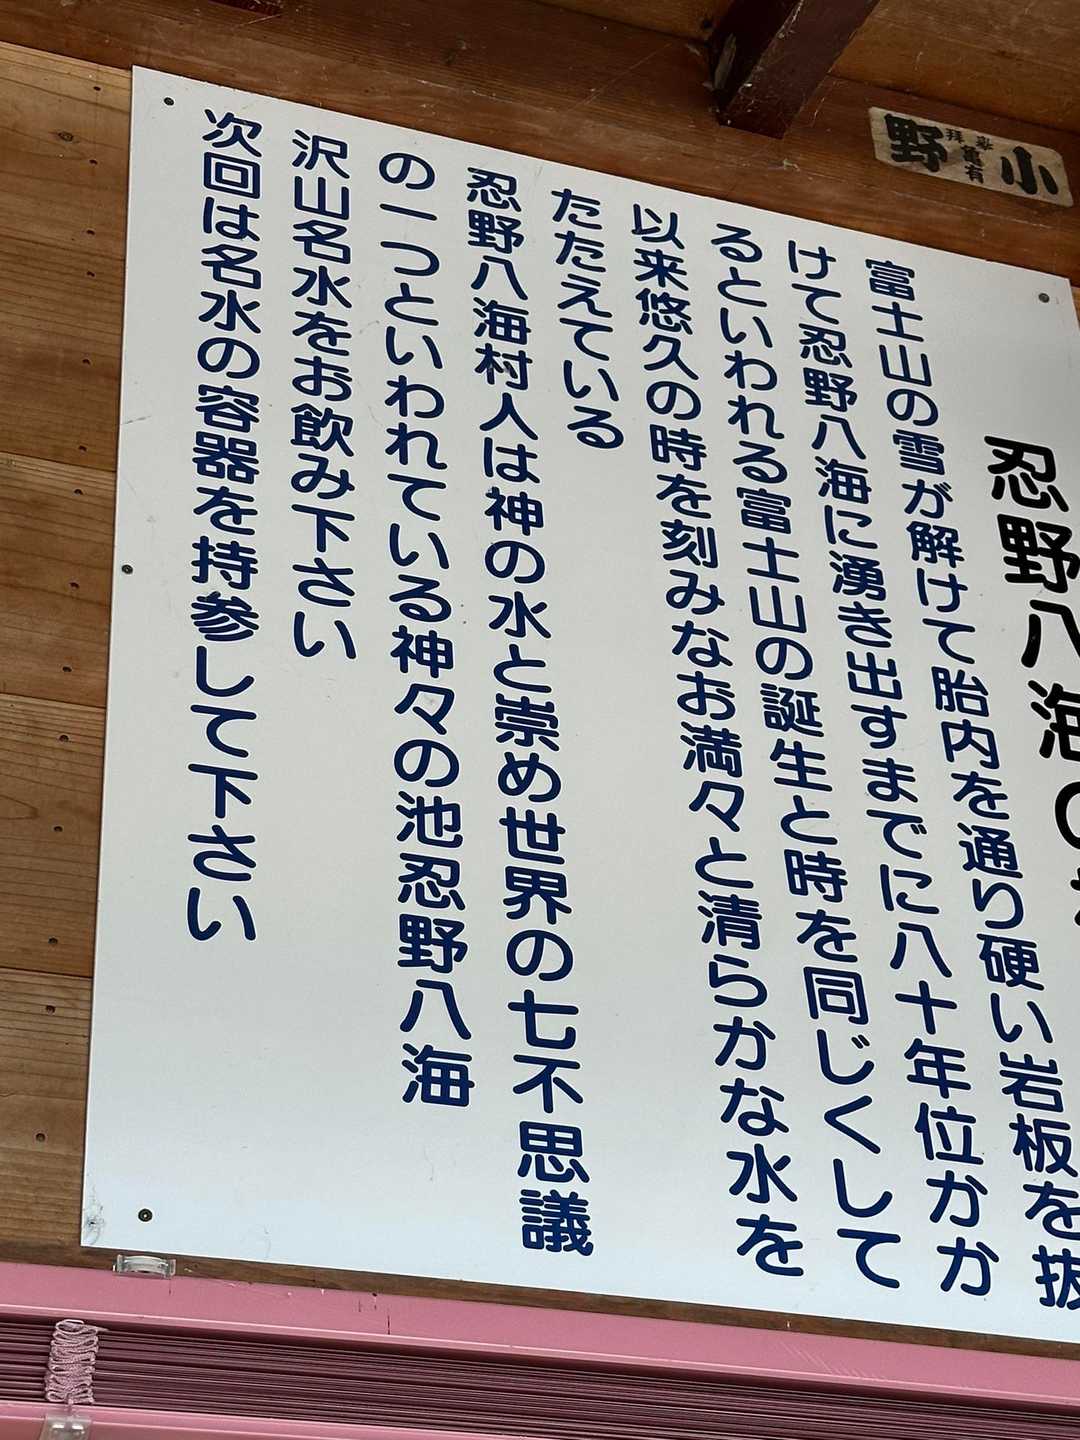 忍野八海の
富士山の雪が解けて胎内を通り硬い岩板を抜
けて忍野八海に湧き出すまでに八十年位かか
るといわれる富士山の誕生と時を同じくして
以来悠久の時を刻みなお満々と清らかな水を
たたえている
忍野八海村人は神の水と崇め世界の七不思議
の一つといわれている神々の池忍野八海
沢山名水をお飲み下さい
次回は名水の容器を持参して下さい
小野
亀有